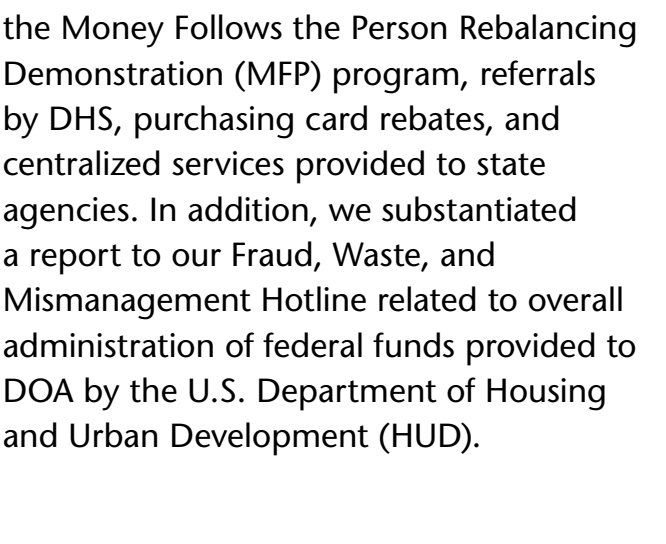 the Money Follows the Person Rebalancing
Demonstration (MFP) program, referrals
by DHS, purchasing card rebates, and
centralized services provided to state
agencies. In addition, we substantiated
a report to our Fraud, Waste, and
Mismanagement Hotline related to overall
administration of federal funds provided to
DOA by the U.S. Department of Housing
and Urban Development (HUD).